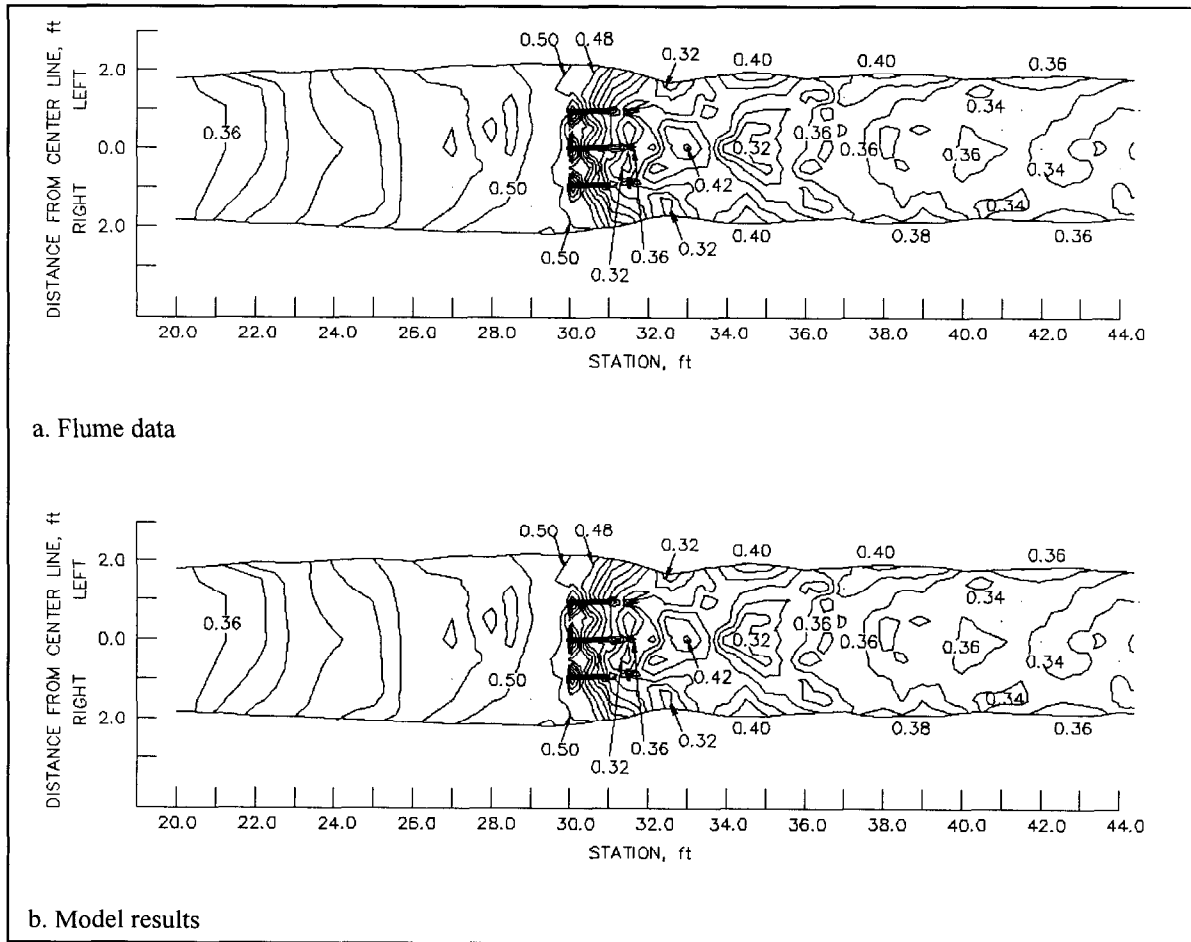 0.50 0.48 0.32 0.40 0.40 0.36
DISTANCE FROM CENTER LINE, ft
RIGHT LEFT
2.0
0.0
2.0
0.36 0.50 0.42 0.32 0.36 D 0.36 0.34 0.36 0.34 0.34
0.50 0.32 0.36 0.32 0.40 0.38 0.36
20.0 22.0 24.0 26.0 28.0 30.0 32.0 34.0 36.0 38.0 40.0 42.0 44.0
STATION, ft
a. Flume data
0.50 0.48 0.32 0.40 0.40 0.36
DISTANCE FROM CENTER LINE, ft
RIGHT LEFT
2.0
0.0
2.0
0.36 0.50 0.42 0.32 0.36 D 0.36 0.34 0.36 0.34 0.34
0.50 0.32 0.36 0.32 0.40 0.38 0.36
20.0 22.0 24.0 26.0 28.0 30.0 32.0 34.0 36.0 38.0 40.0 42.0 44.0
STATION, ft
b. Model results